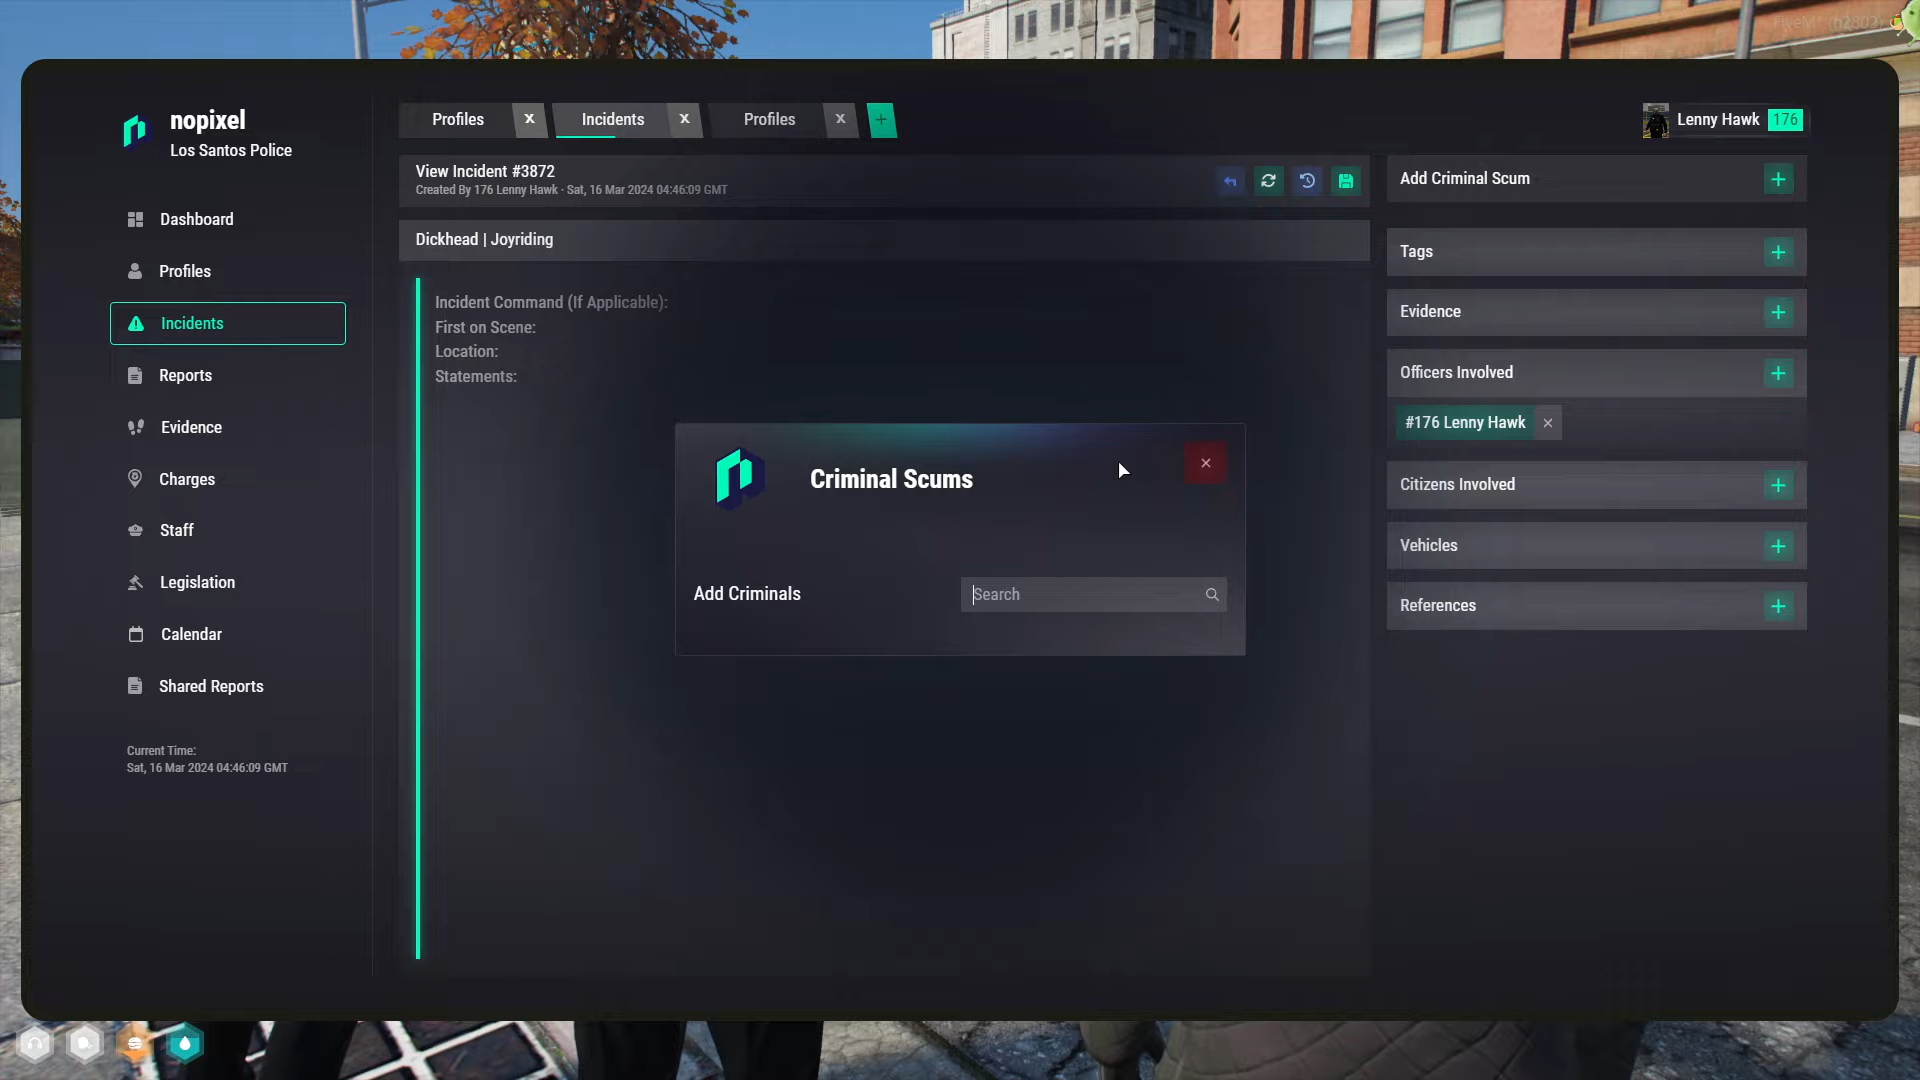 FiveM® (b2802)
nopixel
Los Santos Police
Profiles X
Incidents X
Profiles X
+
Lenny Hawk 176
View Incident #3872
Created By 176 Lenny Hawk · Sat, 16 Mar 2024 04:46:09 GMT
Dickhead | Joyriding
Dashboard
Profiles
Incidents
Reports
Evidence
Charges
Staff
Legislation
Calendar
Shared Reports
Current Time:
Sat, 16 Mar 2024 04:46:09 GMT
Incident Command (If Applicable):
First on Scene:
Location:
Statements:
Criminal Scums
Add Criminals
Search
Add Criminal Scum
Tags
Evidence
Officers Involved
#176 Lenny Hawk
Citizens Involved
Vehicles
References